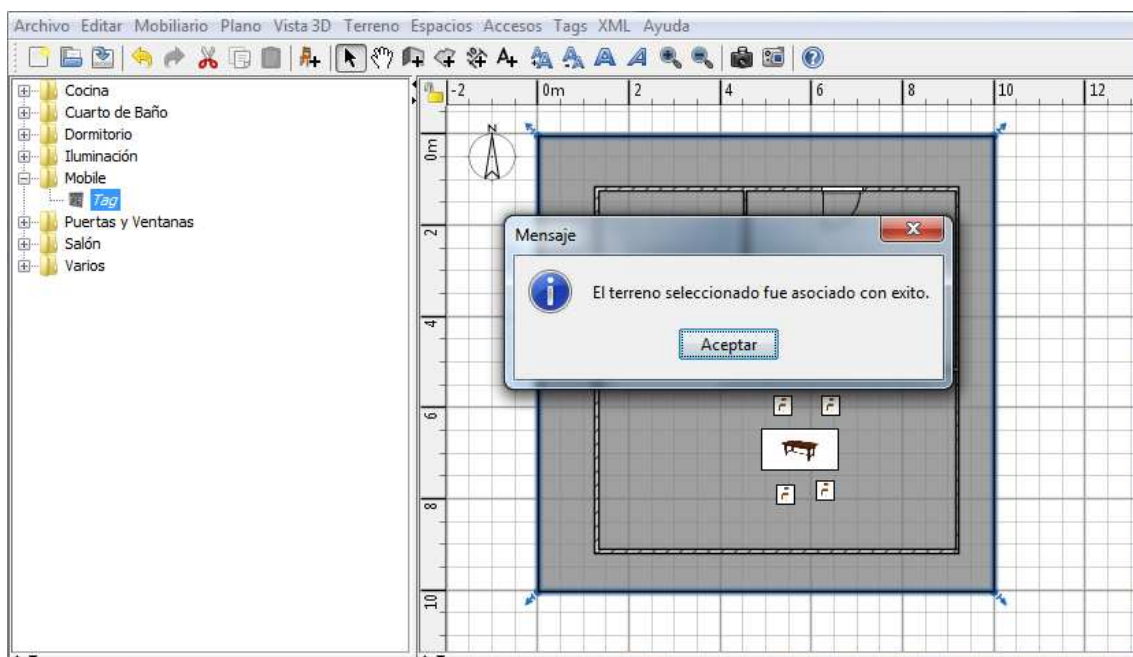 Archivo Editar Mobiliario Plano Vista 3D Terreno Espacios Accesos Tags XML Ayuda
Cocina
Cuarto de Baño
Dormitorio
Iluminación
Mobile
Tag
Puertas y Ventanas
Salón
Varios
-2 0m 2 4 6 8 10 12
0m
2
4
6
8
10
N
Mensaje
El terreno seleccionado fue asociado con exito.
Aceptar